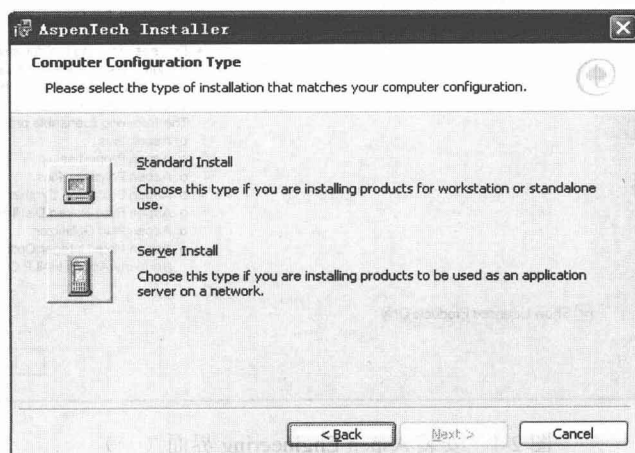 AspenTech Installer
Computer Configuration Type
Please select the type of installation that matches your computer configuration.
Standard Install
Choose this type if you are installing products for workstation or standalone
use.
Server Install
Choose this type if you are installing products to be used as an application
server on a network.
< Back
Next >
Cancel